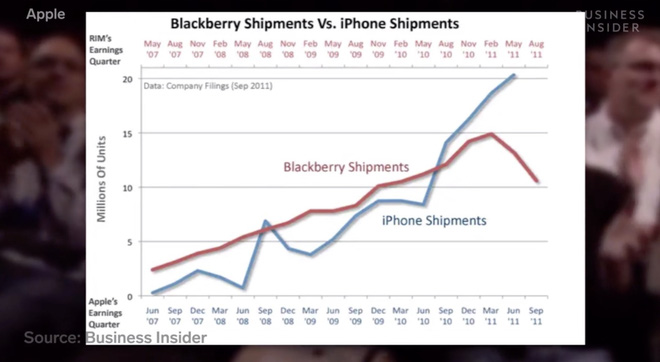 Apple
BUSINESS
INSIDER
Blackberry Shipments Vs. iPhone Shipments
RIM's
Earnings
Quarter
May Aug Nov Feb May Aug Nov Feb May Aug Nov Feb May Aug Nov Feb May Aug
'07 '07 '07 '08 '08 '08 '08 '09 '09 '09 '09 '10 '10 '10 '10 '11 '11 '11
Data: Company Filings (Sep 2011)
20
15
10
5
0
Millions Of Units
Blackberry Shipments
iPhone Shipments
Apple's
Earnings
Quarter
Jun Sep Dec Mar Jun Sep Dec Mar Jun Sep Dec Mar Jun Sep Dec Mar Jun Sep
'07 '07 '07 '08 '08 '08 '08 '09 '09 '09 '09 '10 '10 '10 '10 '11 '11 '11
Source: Business Insider